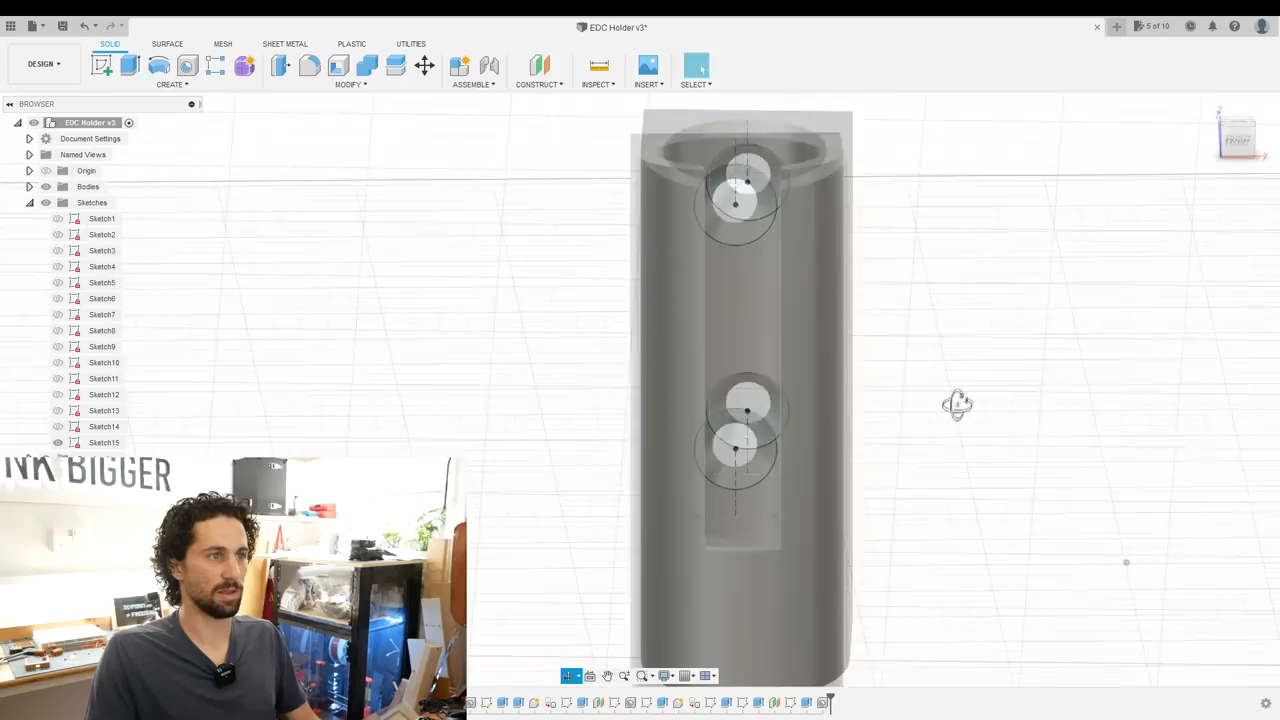 EDC Holder v3*
5 of 10
SOLID SURFACE MESH SHEET METAL PLASTIC UTILITIES
DESIGN
CREATE MODIFY ASSEMBLE CONSTRUCT INSPECT INSERT SELECT
BROWSER
EDC Holder v3
Document Settings
Named Views
Origin
Bodies
Sketches
Sketch1
Sketch2
Sketch3
Sketch4
Sketch5
Sketch6
Sketch7
Sketch8
Sketch9
Sketch10
Sketch11
Sketch12
Sketch13
Sketch14
Sketch15
FRONT
NK BIGGER